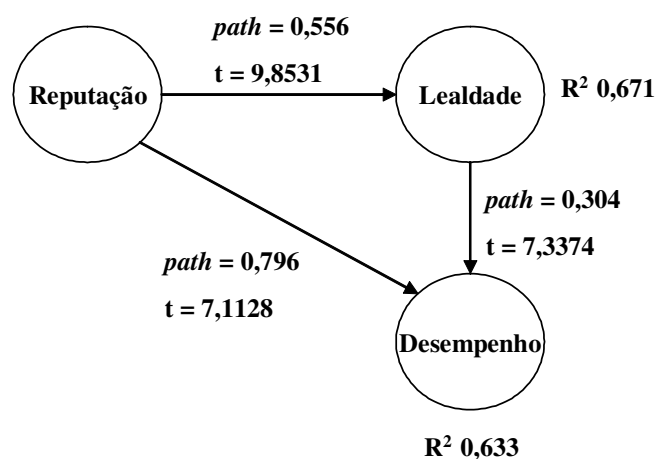 path = 0,556
t = 9,8531
Reputação
Lealdade
R² 0,671
path = 0,304
t = 7,3374
path = 0,796
t = 7,1128
Desempenho
R² 0,633